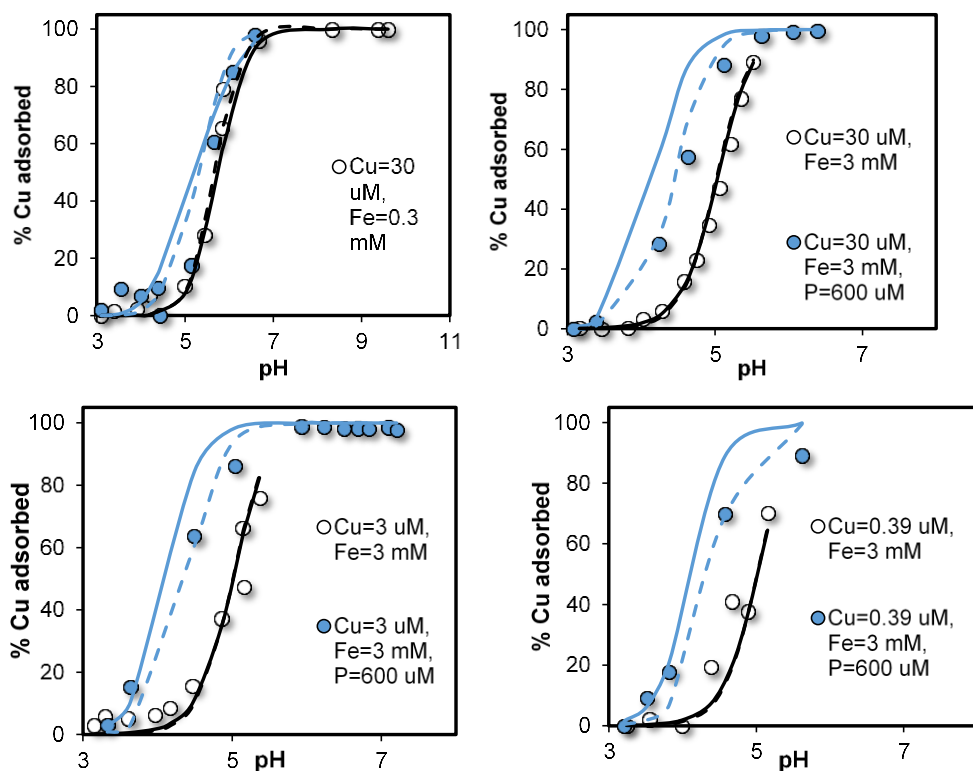 100
80
60
40
20
0
% Cu adsorbed
3
5
7
9
11
pH
Cu=30
uM,
Fe=0.3
mM
100
80
60
40
20
0
% Cu adsorbed
3
5
7
pH
Cu=30 uM,
Fe=3 mM
Cu=30 uM,
Fe=3 mM,
P=600 uM
100
80
60
40
20
0
% Cu adsorbed
3
5
7
pH
Cu=3 uM,
Fe=3 mM
Cu=3 uM,
Fe=3 mM,
P=600 uM
100
80
60
40
20
0
% Cu adsorbed
3
5
7
pH
Cu=0.39 uM,
Fe=3 mM
Cu=0.39 uM,
Fe=3 mM,
P=600 uM